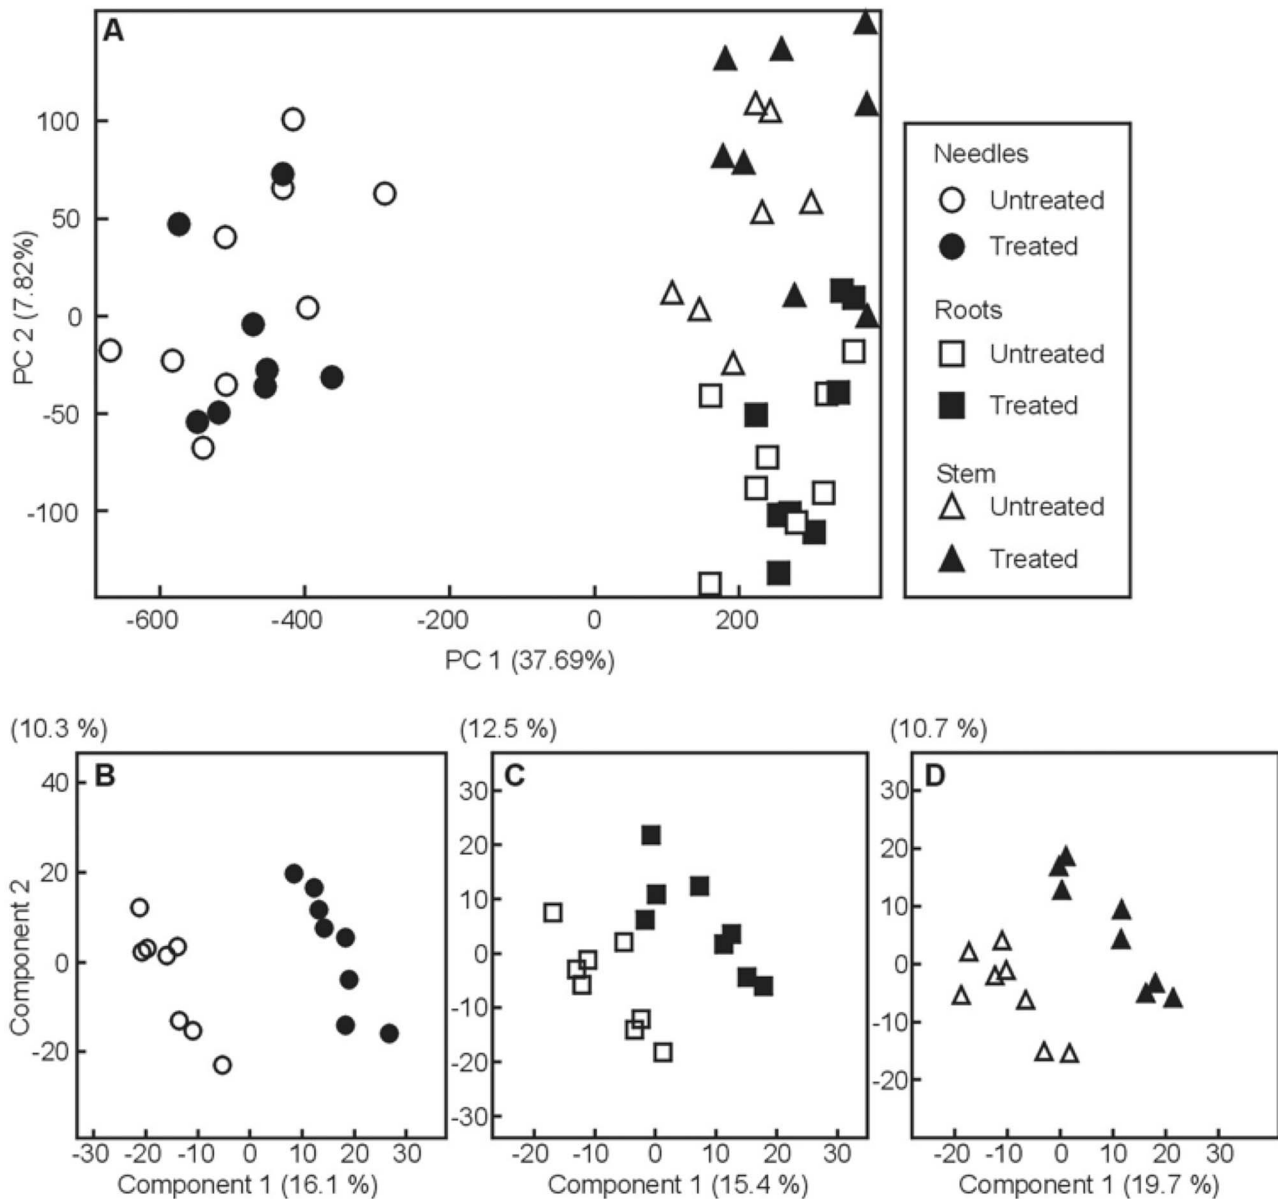 A
100
50
0
-50
-100
PC 2 (7.82%)
-600 -400 -200 0 200
PC 1 (37.69%)
Needles
Untreated
Treated
Roots
Untreated
Treated
Stem
Untreated
Treated
(10.3 %)
B
40
20
0
-20
Component 2
-30 -20 -10 0 10 20 30
Component 1 (16.1 %)
(12.5 %)
C
30
20
10
0
-10
-20
-30
-20 -10 0 10 20 30
Component 1 (15.4 %)
(10.7 %)
D
30
20
10
0
-10
-20
-20 -10 0 10 20 30
Component 1 (19.7 %)